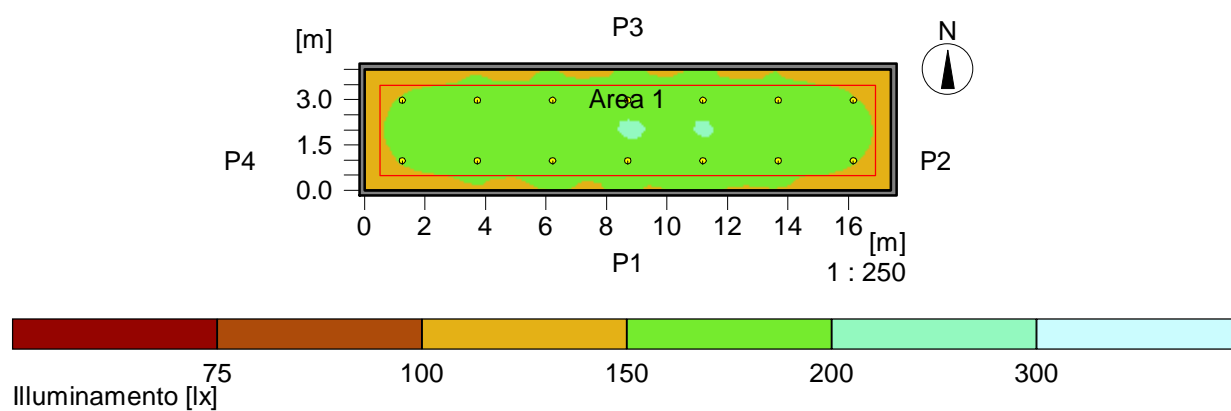 P3
[m]
N
3.0
1.5
0.0
Area 1
P4
P2
0 2 4 6 8 10 12 14 16
[m]
P1
1 : 250
75 100 150 200 300
Illuminamento [lx]